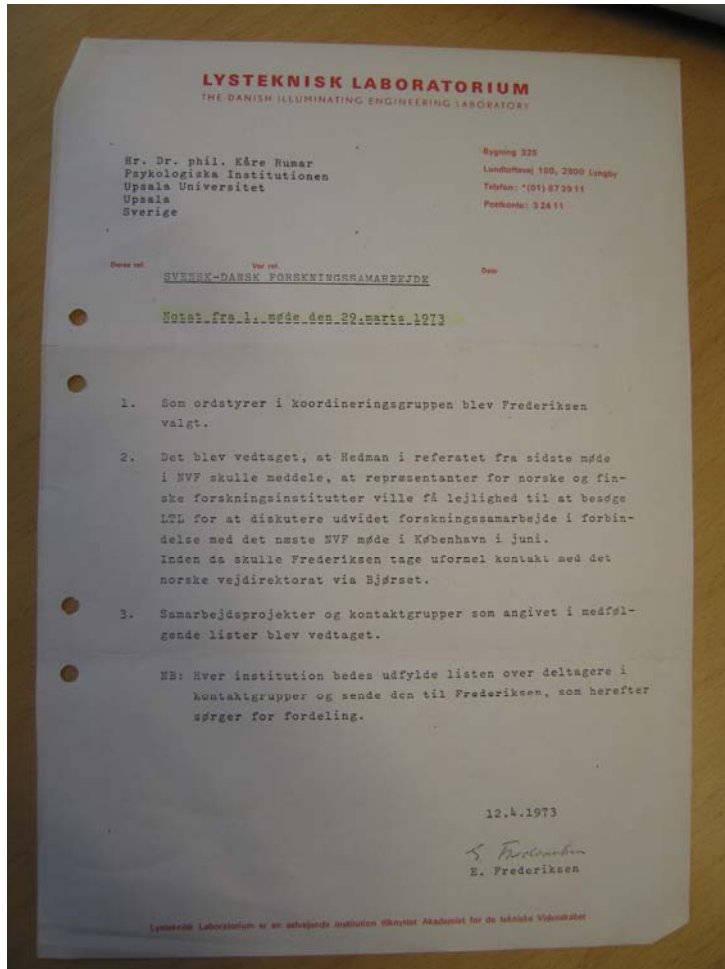 LYSTEKNISK LABORATORIUM
THE DANISH ILLUMINATING ENGINEERING LABORATORY
Bygning 325
Lundtoftevej 100, 2800 Lyngby
Telefon: *(01) 87 39 11
Postkonto: 3 24 11
Hr. Dr. phil. Kåre Rumar
Psykologiska Institutionen
Upsala Universitet
Upsala
Sverige
Deres ref. Vor ref. Dato
SVENSK-DANSK FORSKNINGSSAMARBEJDE
Notat fra 1. møde den 29.marts 1973
1. Som ordstyrer i koordineringsgruppen blev Frederiksen
valgt.
2. Det blev vedtaget, at Hedman i referatet fra sidste møde
i NVF skulle meddele, at repræsentanter for norske og fin-
ske forskningsinstitutter ville få lejlighed til at besøge
LTL for at diskutere udvidet forskningssamarbejde i forbin-
delse med det næste NVF møde i København i juni.
Inden da skulle Frederiksen tage uformel kontakt med det
norske vejdirektorat via Bjørset.
3. Samarbejdsprojekter og kontaktgrupper som angivet i medføl-
gende lister blev vedtaget.
NB: Hver institution bedes udfylde listen over deltagere i
kontaktgrupper og sende den til Frederiksen, som herefter
sørger for fordeling.
12.4.1973
E. Frederiksen
E. Frederiksen
Lysteknisk Laboratorium er en selvejende institution tilknyttet Akademiet for de tekniske Videnskaber